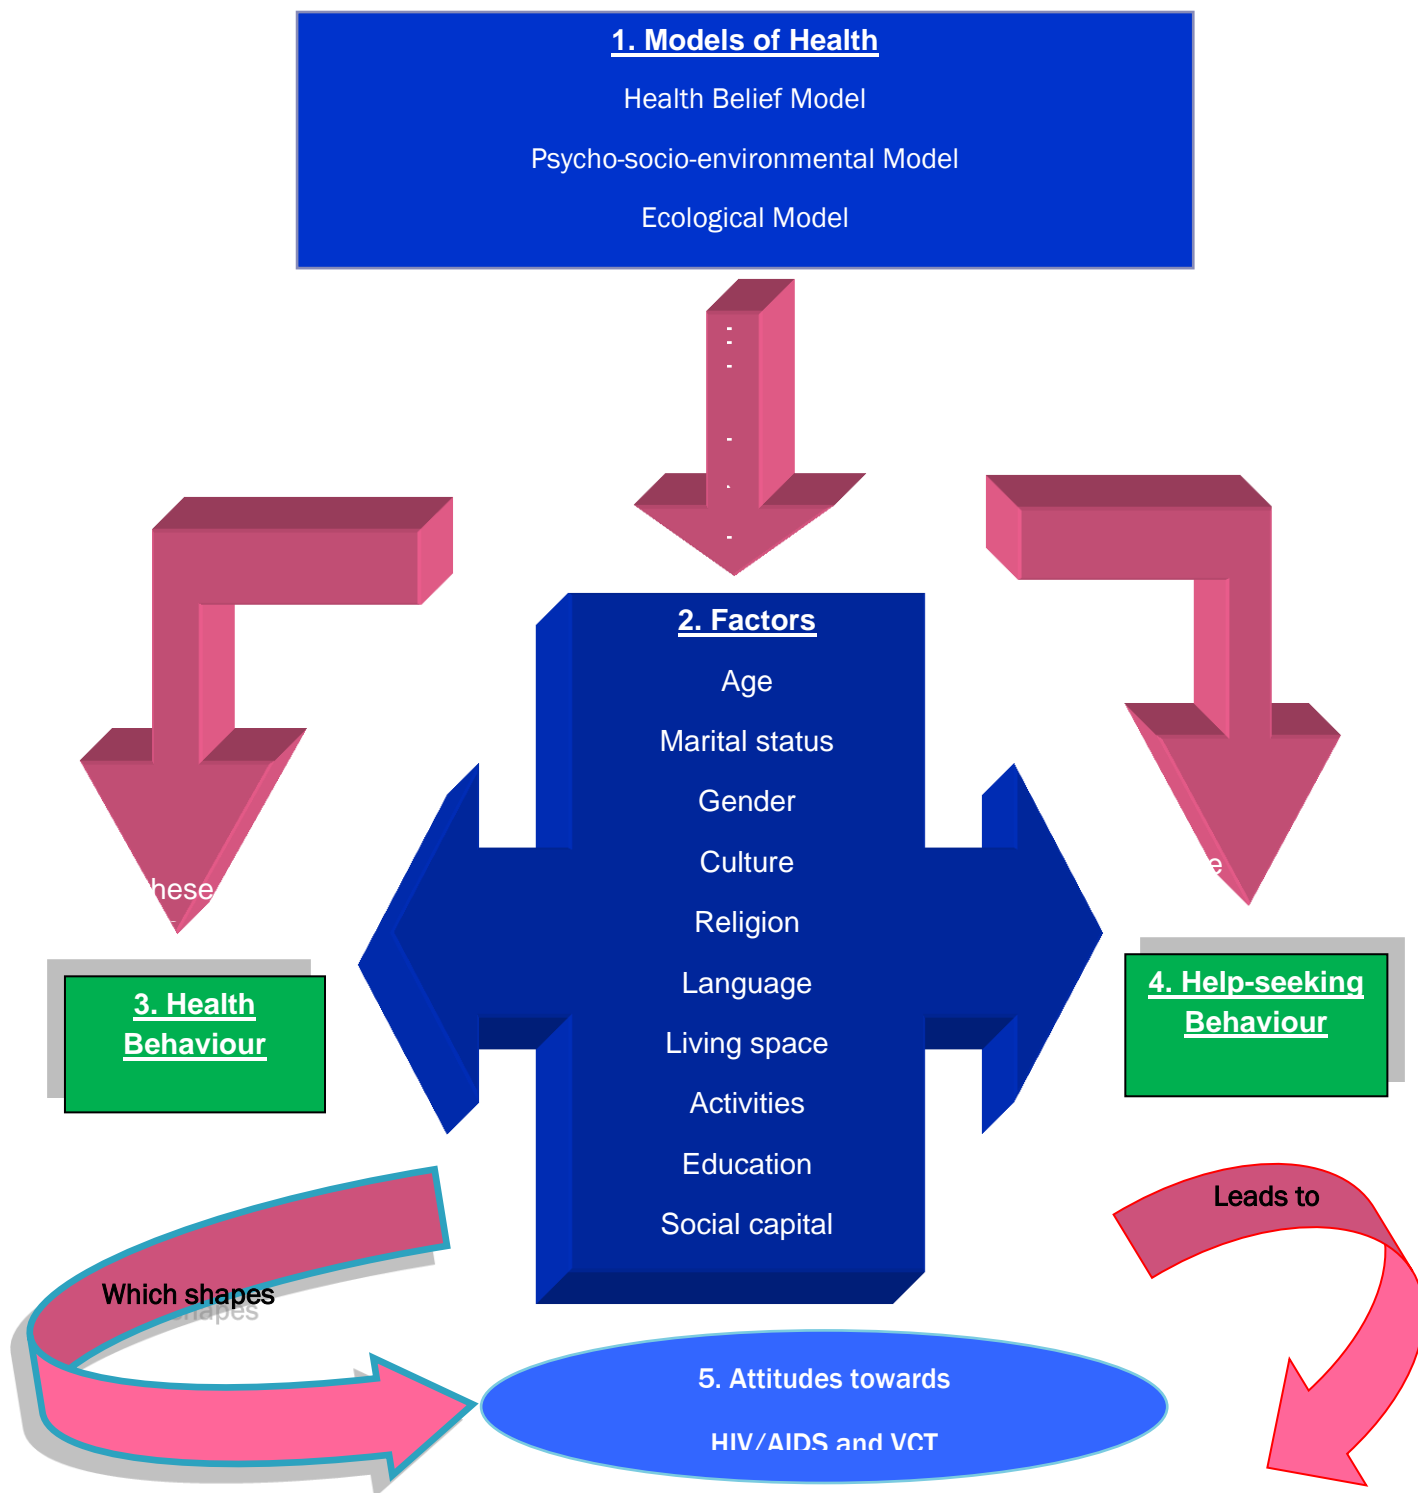 1. Models of Health
Health Belief Model
Psycho-socio-environmental Model
Ecological Model
2. Factors
Age
Marital status
Gender
Culture
Religion
Language
Living space
Activities
Education
Social capital
hese
e
3. Health
Behaviour
4. Help-seeking
Behaviour
Which shapes
Leads to
5. Attitudes towards
HIV/AIDS and VCT